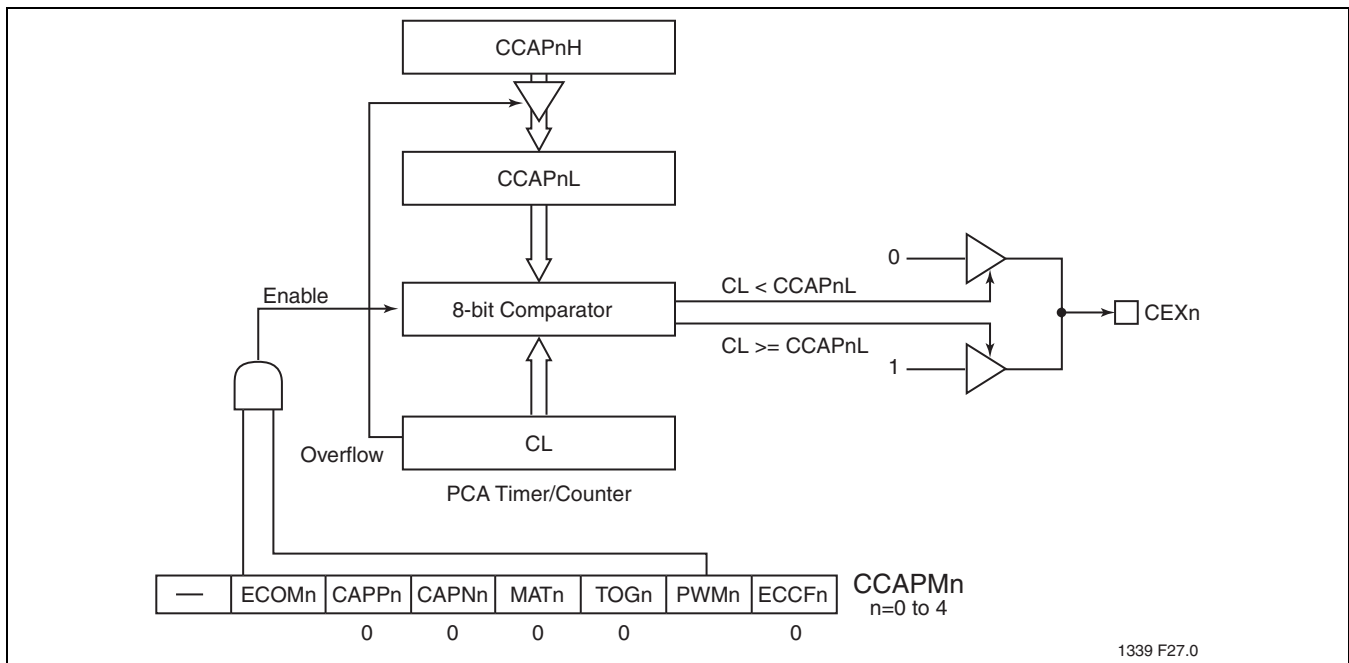 CCAPnH
CCAPnL
0
CL < CCAPnL
Enable
8-bit Comparator
CEXn
CL >= CCAPnL
1
CL
Overflow
PCA Timer/Counter
— ECOMn CAPPn CAPNn MATn TOGn PWMn ECCFn CCAPMn
n=0 to 4
0 0 0 0 0
1339 F27.0